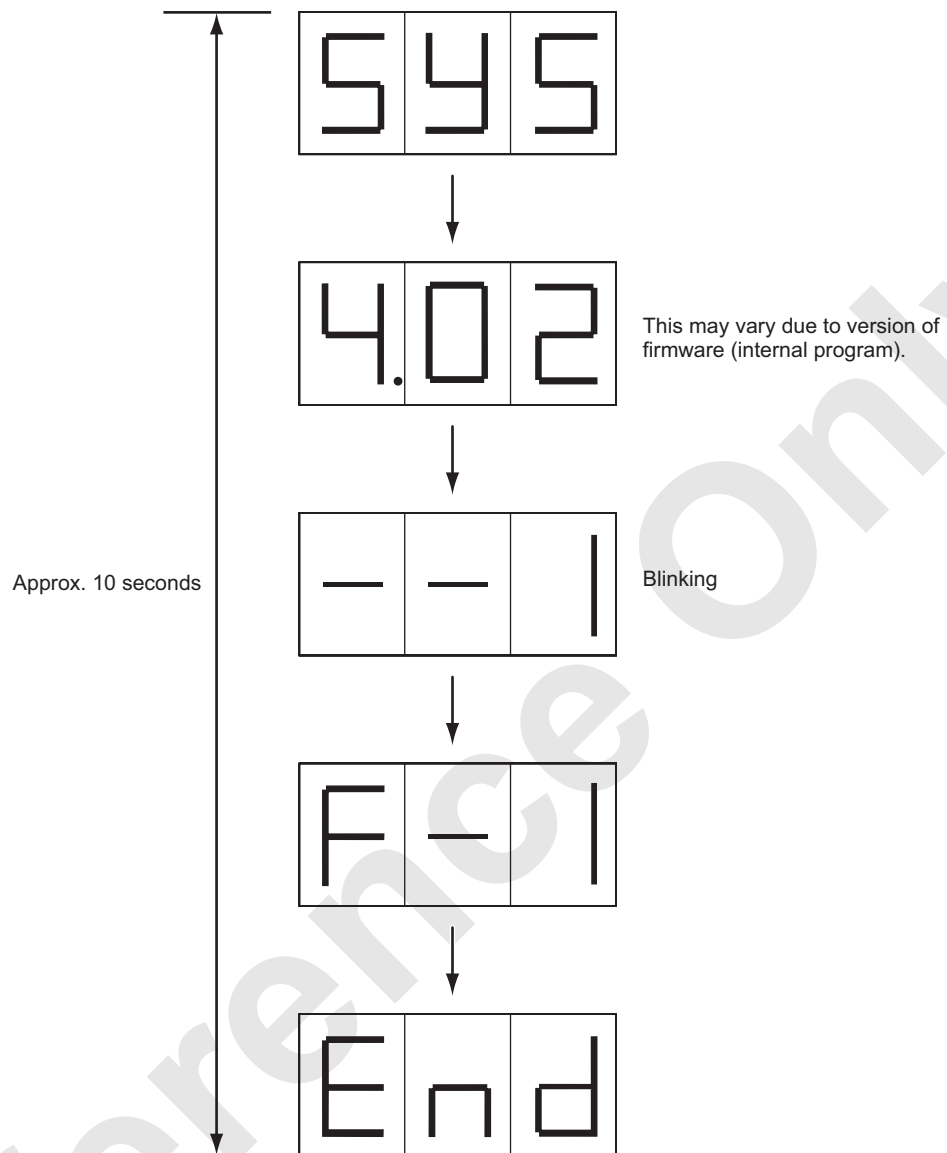 SyS
4.02
This may vary due to version of
firmware (internal program).
Approx. 10 seconds
--1
Blinking
F-1
End